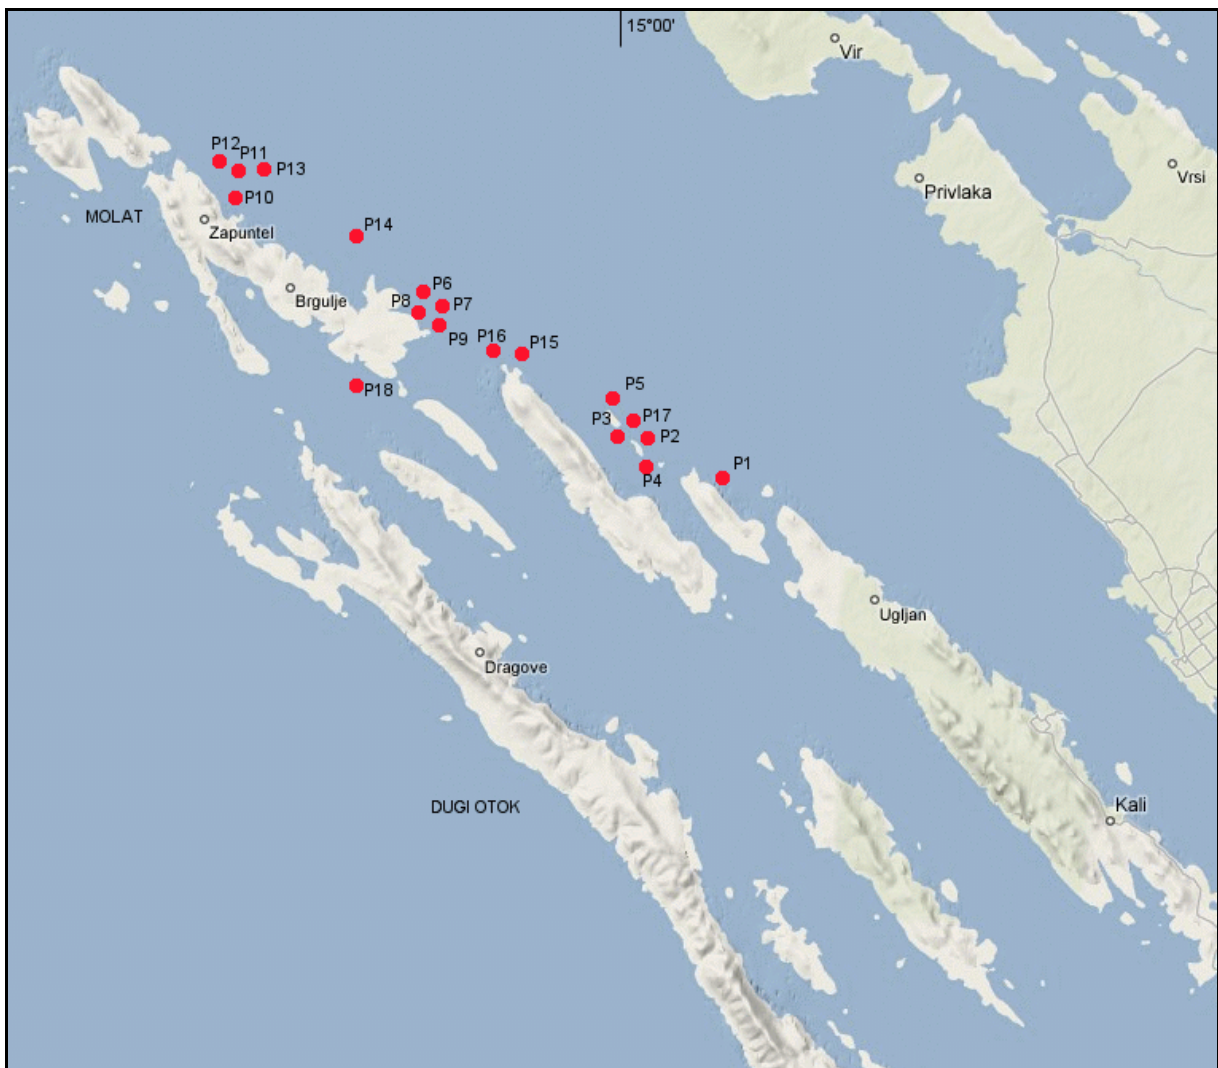 15°00'
Vir
P12
P11
P13
Vrsi
Privlaka
P10
MOLAT
P14
Zapuntel
P6
Brgulje
P8
P7
P9
P16
P15
P5
P18
P3
P17
P2
P1
P4
Ugljan
Dragove
DUGI OTOK
Kali